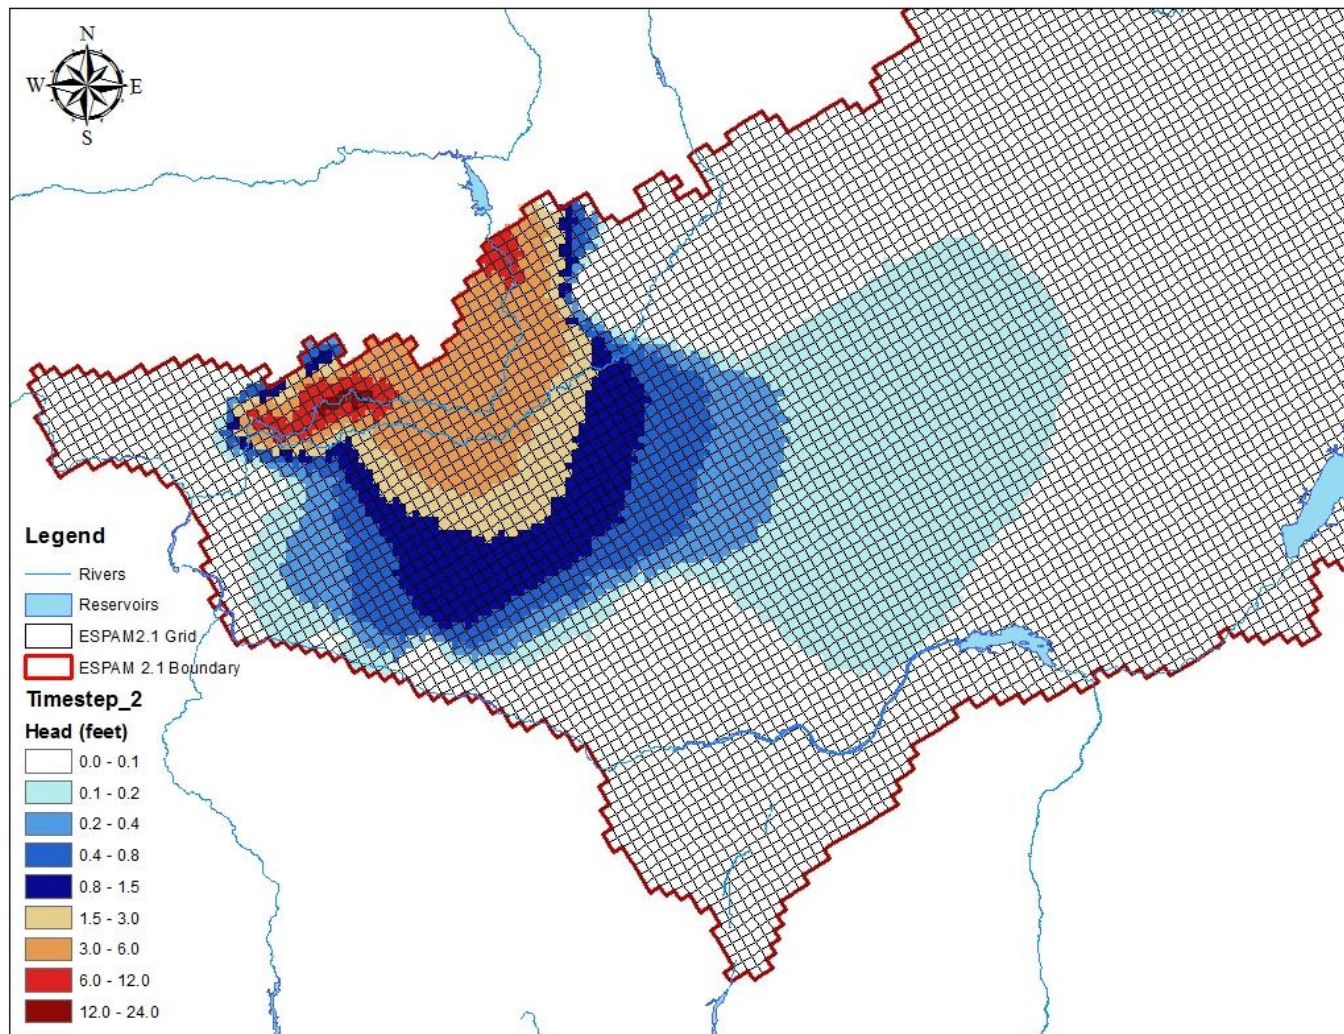 N
W E
S
Legend
Rivers
Reservoirs
ESPAM2.1 Grid
ESPAM 2.1 Boundary
Timestep_2
Head (feet)
0.0 - 0.1
0.1 - 0.2
0.2 - 0.4
0.4 - 0.8
0.8 - 1.5
1.5 - 3.0
3.0 - 6.0
6.0 - 12.0
12.0 - 24.0